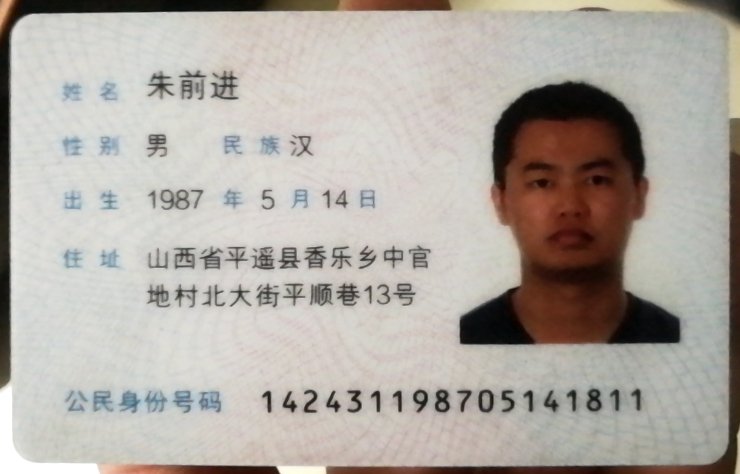 姓名 朱前进
性别 男 民族 汉
出生 1987 年 5 月 14 日
住址 山西省平遥县香乐乡中官
地村北大街平顺巷13号
公民身份号码 142431198705141811